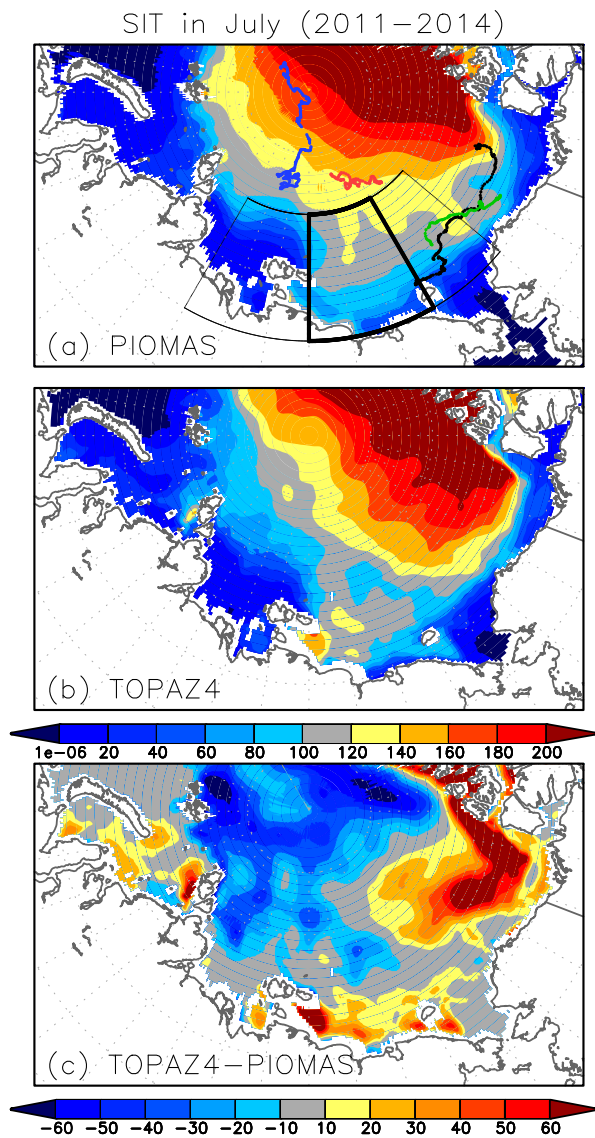 SIT in July (2011−2014)
(a) PIOMAS
(b) TOPAZ4
1e−06 20 40 60 80 100 120 140 160 180 200
(c) TOPAZ4−PIOMAS
−60 −50 −40 −30 −20 −10 10 20 30 40 50 60